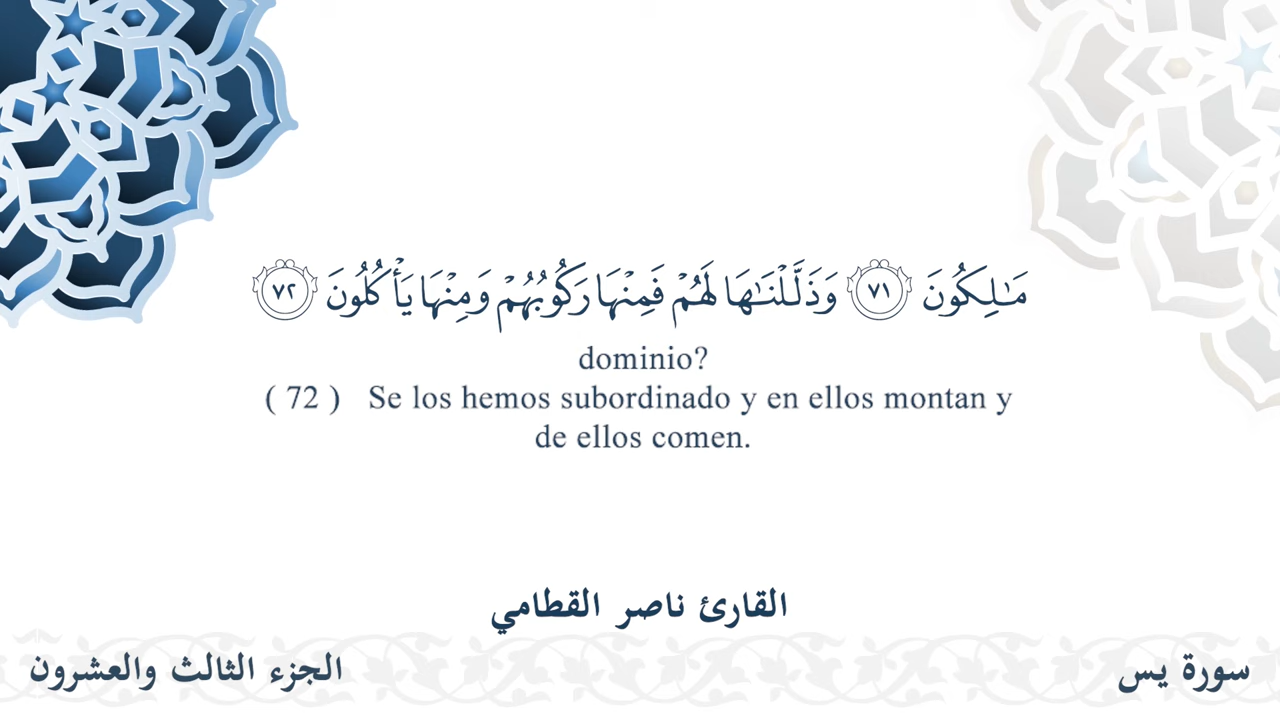 مَـٰلِكُونَ ٧١ وَذَلَّلْنَـٰهَا لَهُمْ فَمِنْهَا رَكُوبُهُمْ وَمِنْهَا يَأْكُلُونَ ٧٢
dominio?
( 72 ) Se los hemos subordinado y en ellos montan y
de ellos comen.
القارئ ناصر القطامي
سورة يس
الجزء الثالث والعشرون